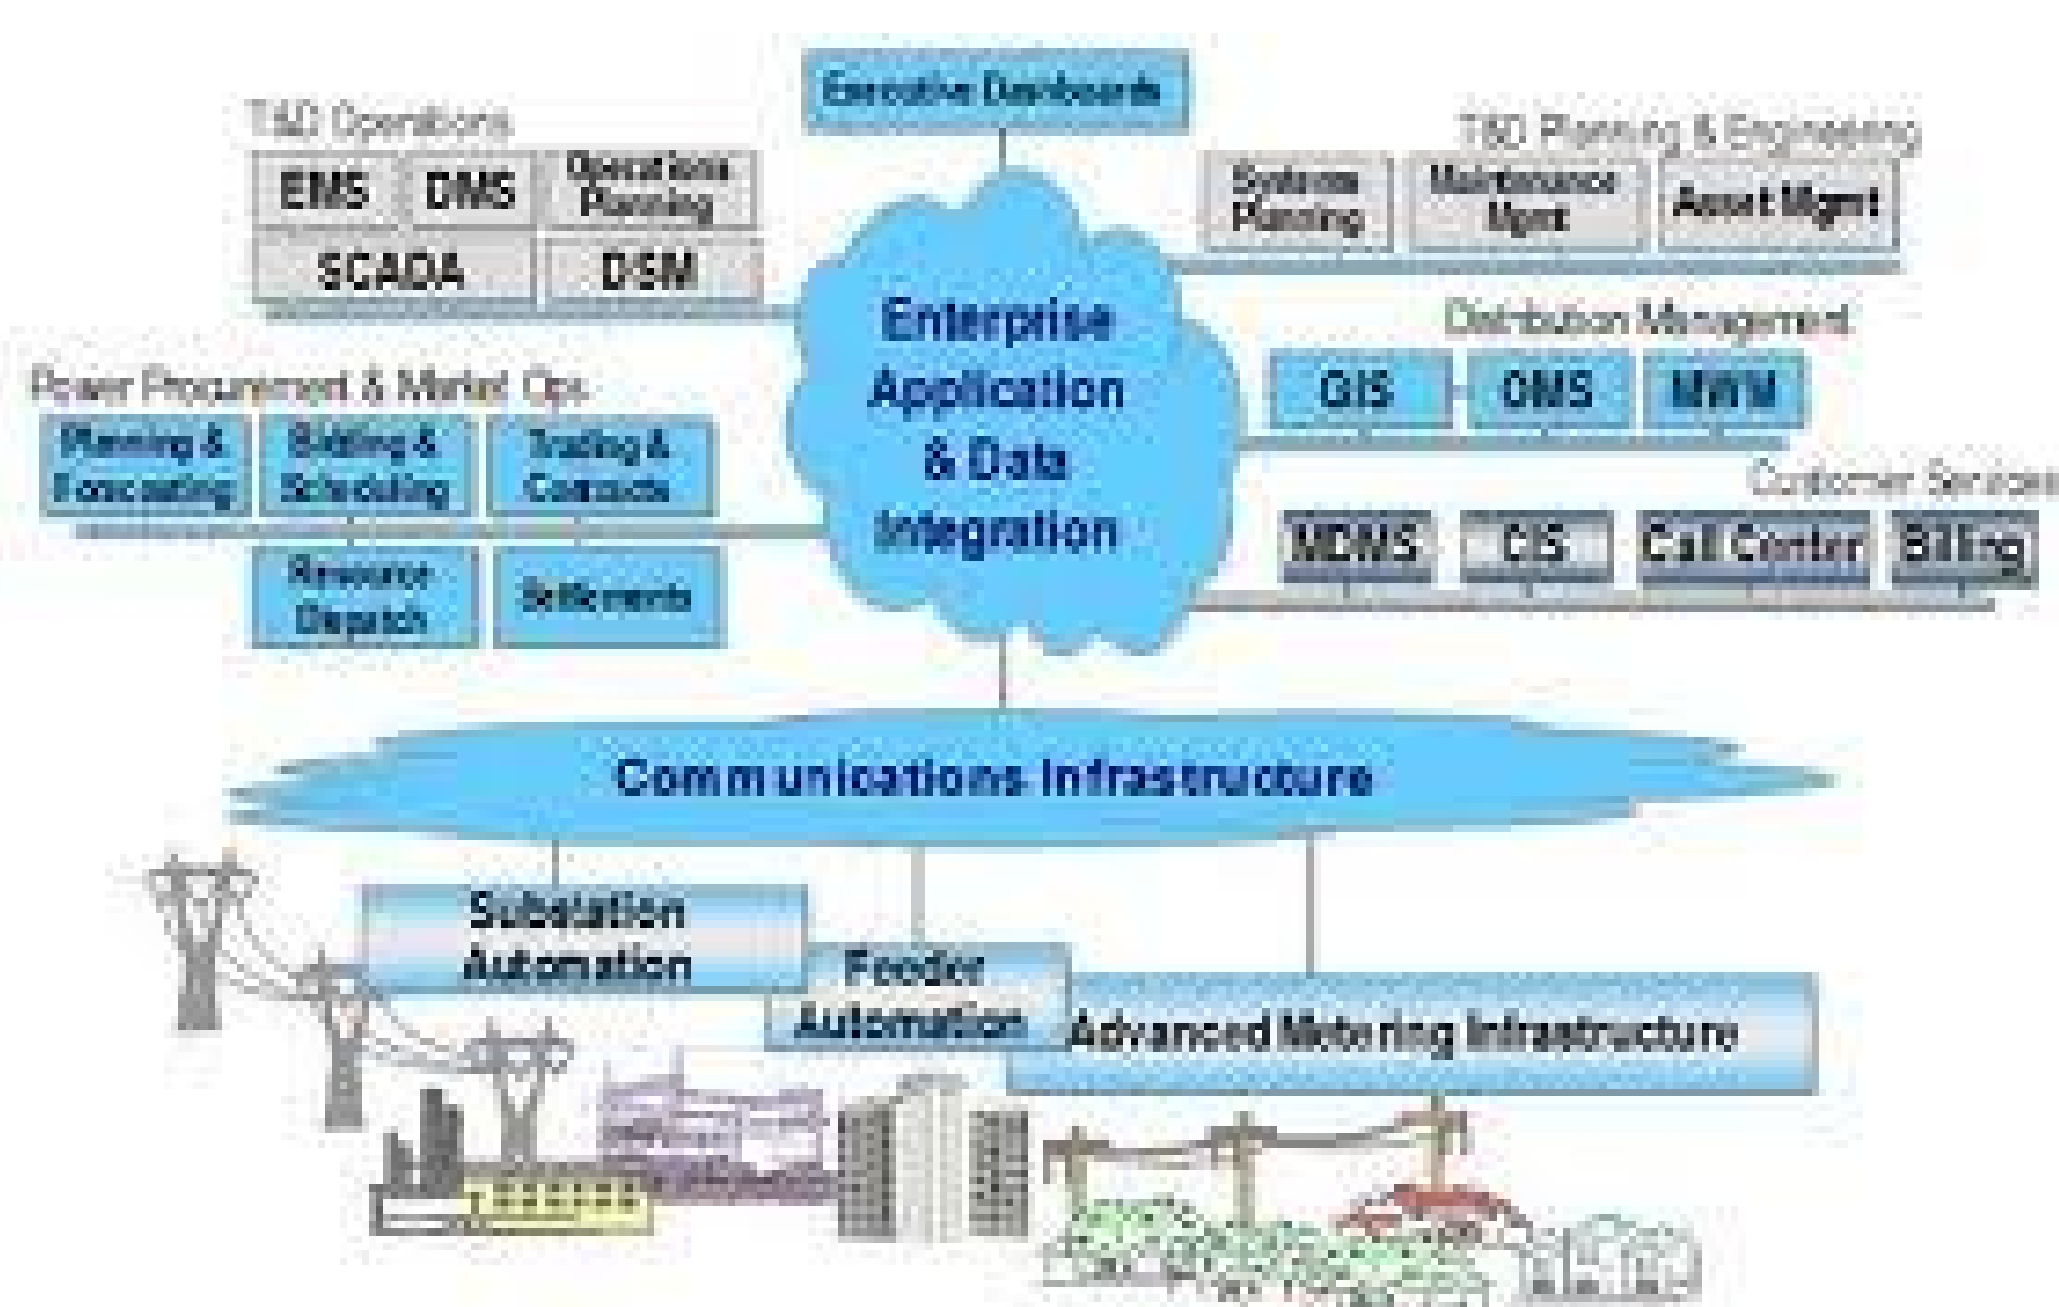 Executive Dashboards
T&D Operations
EMS
DMS
Operations
Planning
SCADA
DSM
T&D Planning & Engineering
Systems
Planning
Maintenance
Mgmt
Asset Mgmt
Enterprise
Application
& Data
Integration
Distribution Management
GIS
OMS
MWM
Power Procurement & Market Ops
Planning &
Forecasting
Bidding &
Scheduling
Trading &
Contracts
Resource
Dispatch
Settlements
Customer Services
MDMS
CIS
Call Center
Billing
Communications Infrastructure
Substation
Automation
Feeder
Automation
Advanced Metering Infrastructure